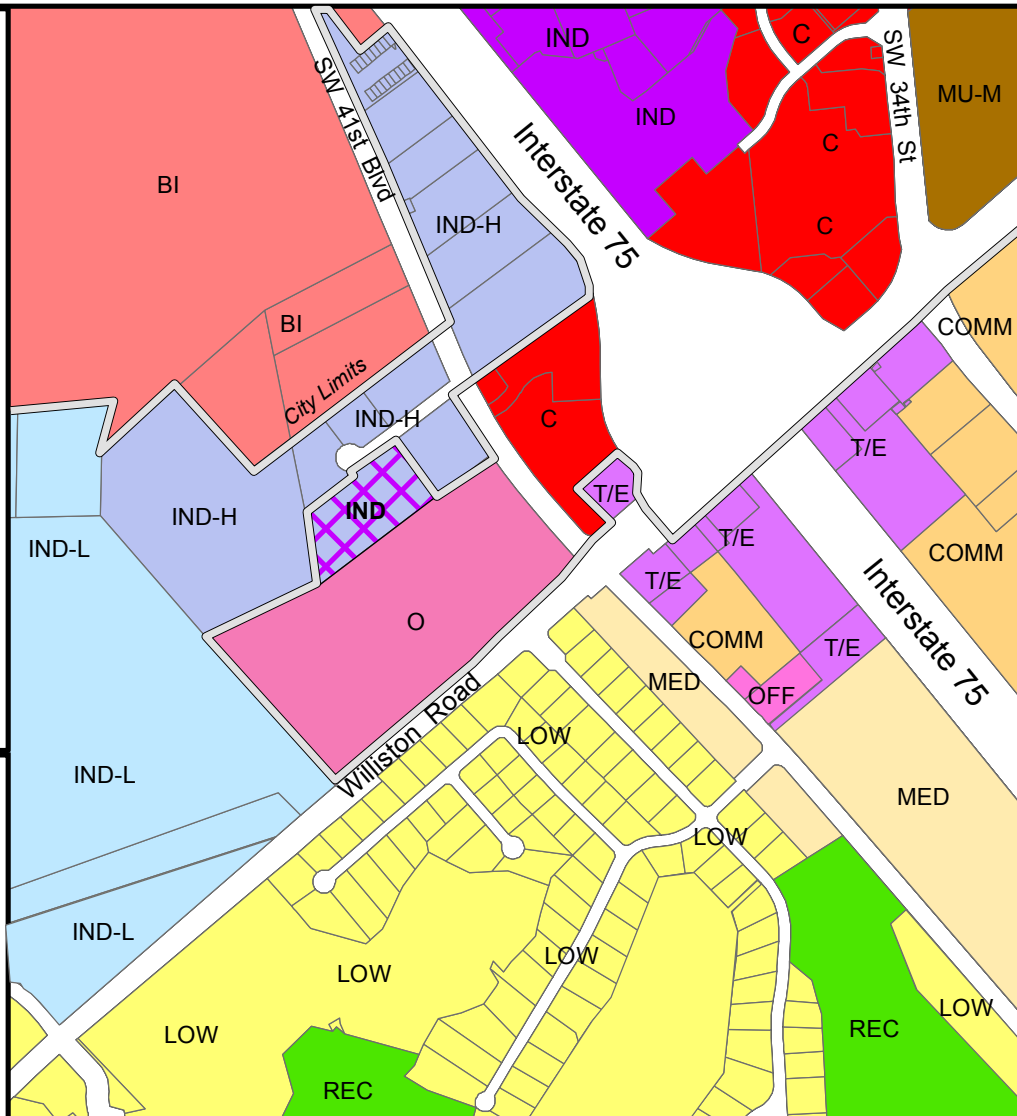 IND
C
SW 34th St
MU-M
SW 41st Blvd
IND
Interstate 75
C
BI
IND-H
C
BI
COMM
City Limits
IND-H
C
T/E
T/E
IND-H
IND
IND-L
T/E
COMM
T/E
Interstate 75
O
COMM
T/E
MED
OFF
Williston Road
LOW
IND-L
MED
LOW
IND-L
LOW
LOW
LOW
LOW
REC
REC